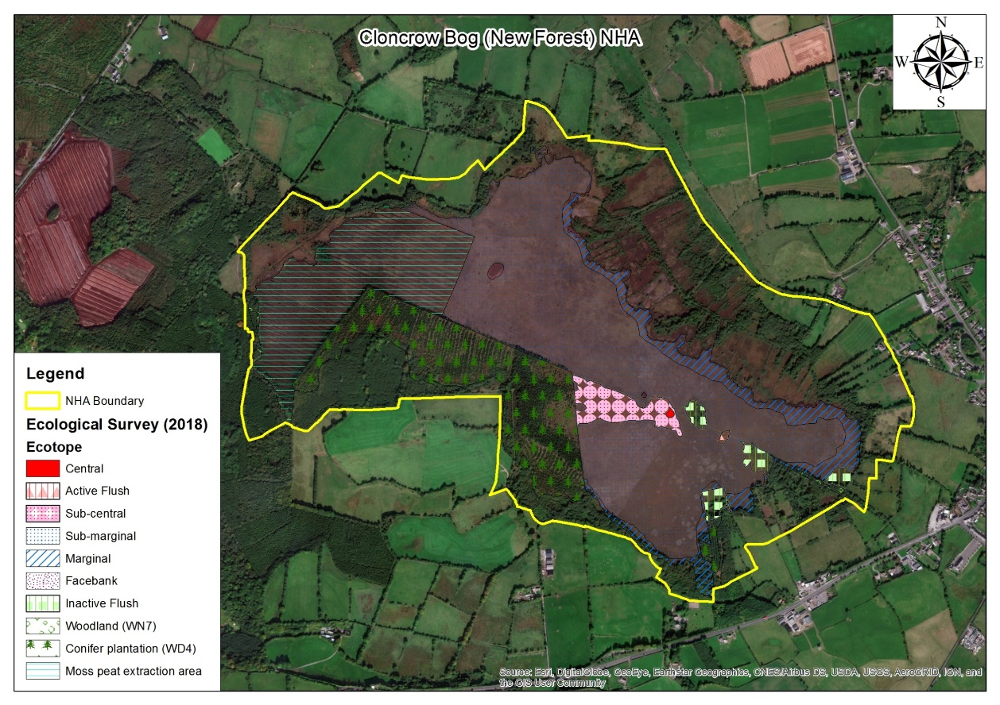 Cloncrow Bog (New Forest) NHA
N
W E
S
Legend
NHA Boundary
Ecological Survey (2018)
Ecotope
Central
Active Flush
Sub-central
Sub-marginal
Marginal
Facebank
Inactive Flush
Woodland (WN7)
Conifer plantation (WD4)
Moss peat extraction area
Source: Esri, DigitalGlobe, GeoEye, Earthstar Geographics, CNES/Airbus DS, USDA, USGS, AeroGRID, IGN, and
the GIS User Community